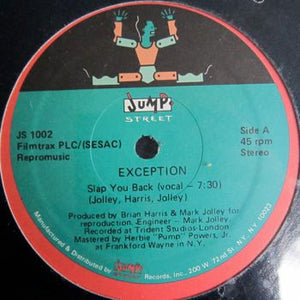 JUMP
STREET
JS 1002
Filmtrax PLC/(SESAC)
Repromusic
Side A
45 rpm
Stereo
EXCEPTION
Slap You Back (vocal – 7:30)
(Jolley, Harris, Jolley)
Produced by Brian Harris & Mark Jolley for
reproduction, Engineer – Mark Jolley
Recorded at Trident Studios-London
Mastered by Herbie "Pump" Powers, Jr.
at Frankford Wayne in N.Y.
Manufactured & Distributed by JUMP STREET Records, Inc., 200 W. 72nd St., N.Y. NY 10023